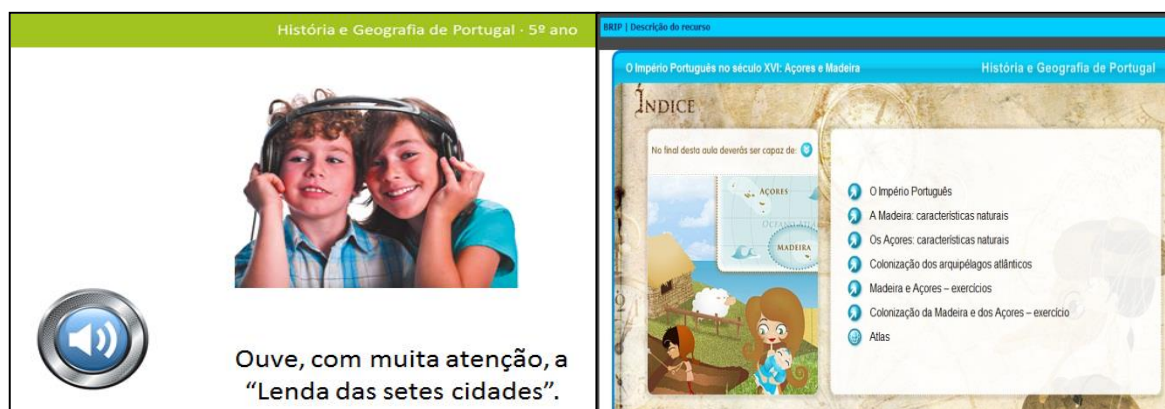 História e Geografia de Portugal · 5º ano
Ouve, com muita atenção, a
“Lenda das setes cidades”.
BRIP | Descrição do recurso
O Império Português no século XVI: Açores e Madeira
História e Geografia de Portugal
ÍNDICE
No final desta aula deverás ser capaz de:
AÇORES
MADEIRA
O Império Português
A Madeira: características naturais
Os Açores: características naturais
Colonização dos arquipélagos atlânticos
Madeira e Açores – exercícios
Colonização da Madeira e dos Açores – exercício
Atlas